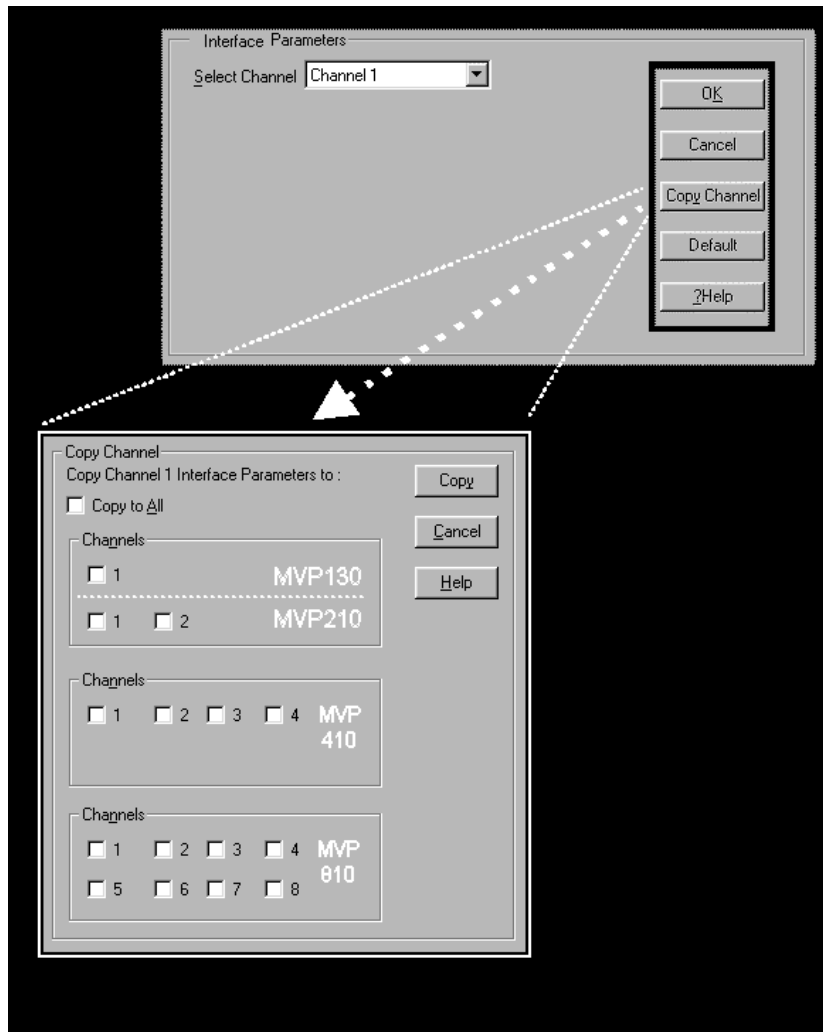 Interface Parameters
Select Channel Channel 1
OK
Cancel
Copy Channel
Default
?Help
Copy Channel
Copy Channel 1 Interface Parameters to :
Copy to All
Copy
Cancel
Help
Channels
1 MVP130
1 2 MVP210
Channels
1 2 3 4 MVP
410
Channels
1 2 3 4 MVP
810
5 6 7 8